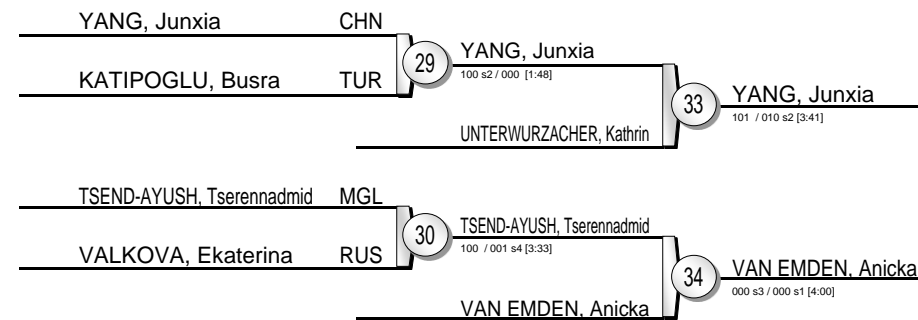 YANG, Junxia CHN
KATIPOGLU, Busra TUR
29
YANG, Junxia
100 s2 / 000 [1:48]
UNTERWURZACHER, Kathrin
33
YANG, Junxia
101 / 010 s2 [3:41]
TSEND-AYUSH, Tserennadmid MGL
VALKOVA, Ekaterina RUS
30
TSEND-AYUSH, Tserennadmid
100 / 001 s4 [3:33]
VAN EMDEN, Anicka
34
VAN EMDEN, Anicka
000 s3 / 000 s1 [4:00]